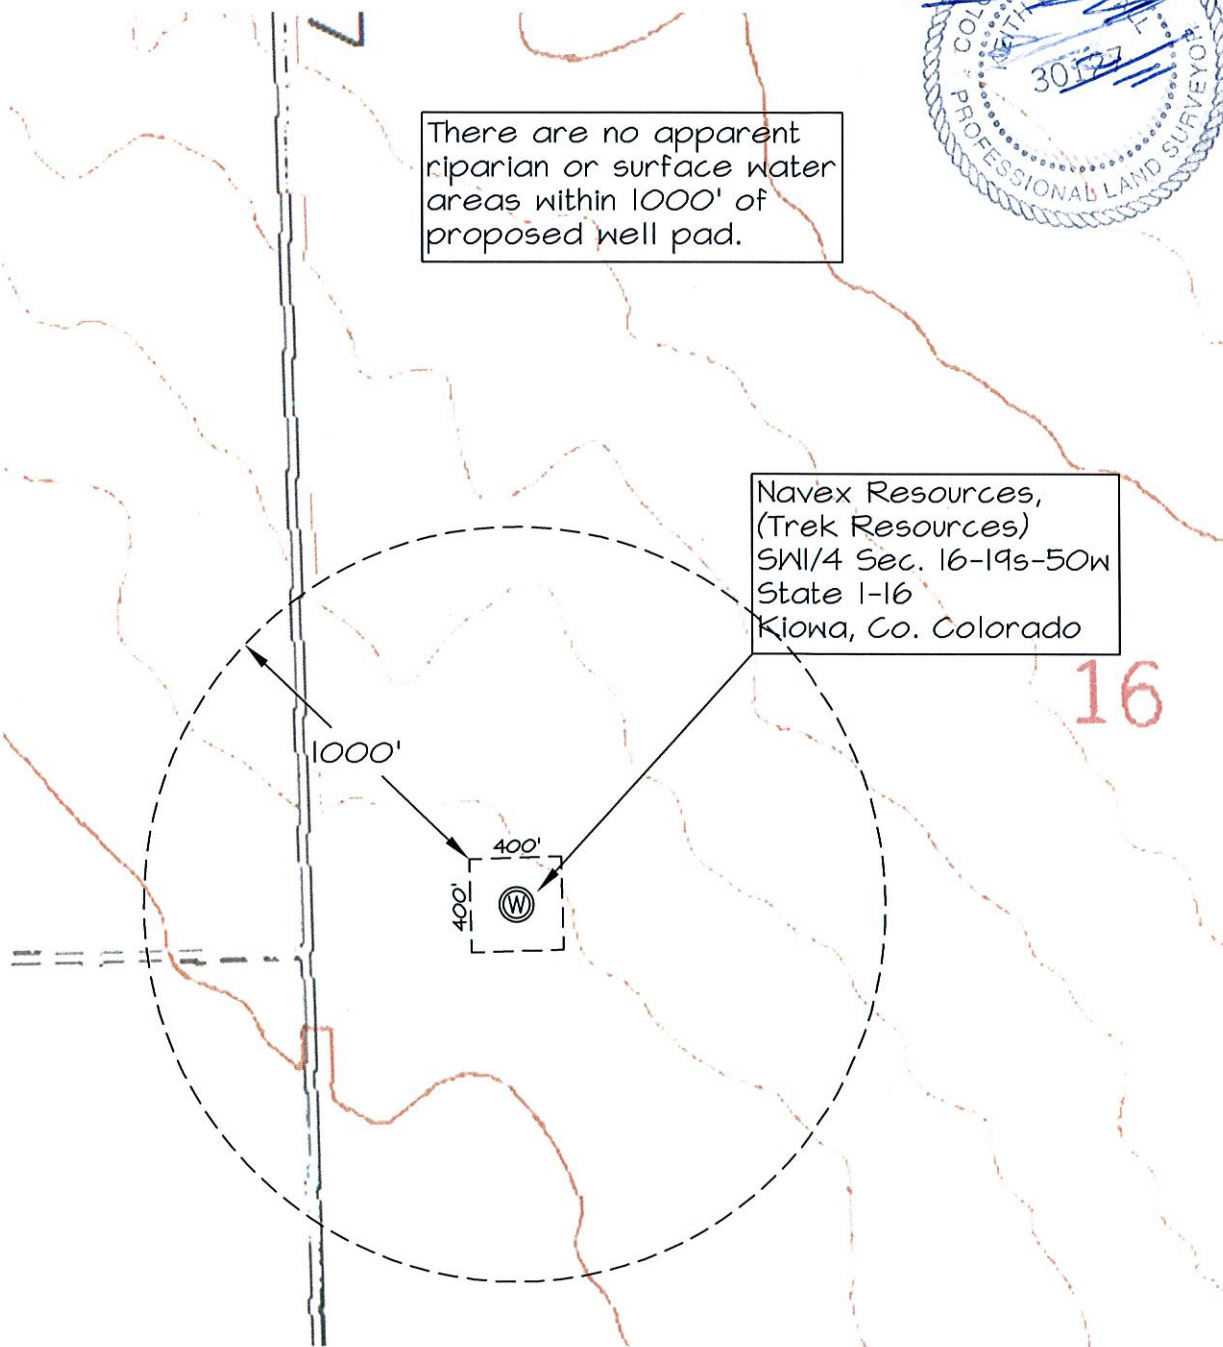 There are no apparent
riparian or surface water
areas within 1000' of
proposed well pad.
30127
PROFESSIONAL LAND SURVEYOR
Navex Resources,
(Trek Resources)
SW1/4 Sec. 16-19s-50w
State 1-16
Kiowa, Co. Colorado
16
1000'
400'
400'
W